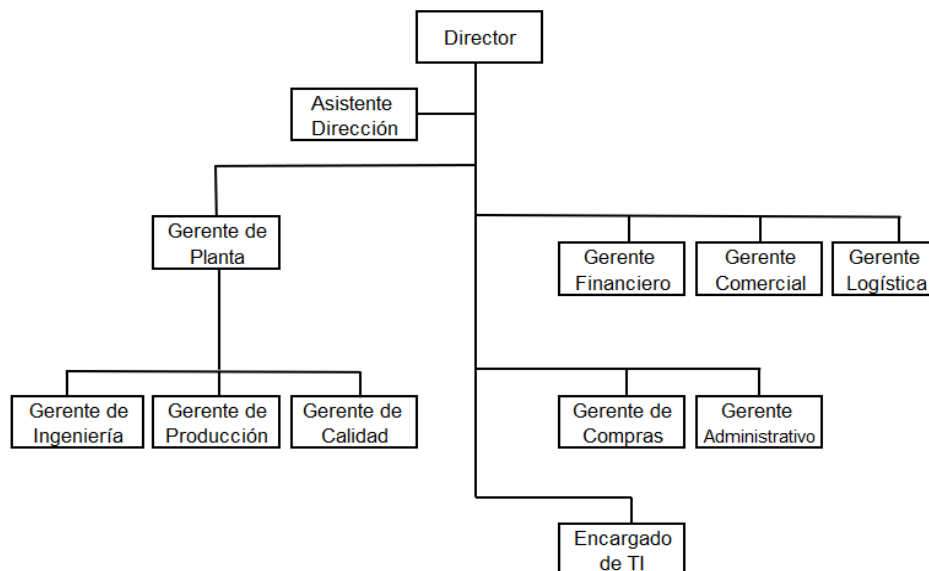 Director
Asistente
Dirección
Gerente de
Planta
Gerente
Financiero
Gerente
Comercial
Gerente
Logística
Gerente de
Ingeniería
Gerente de
Producción
Gerente de
Calidad
Gerente de
Compras
Gerente
Administrativo
Encargado
de TI